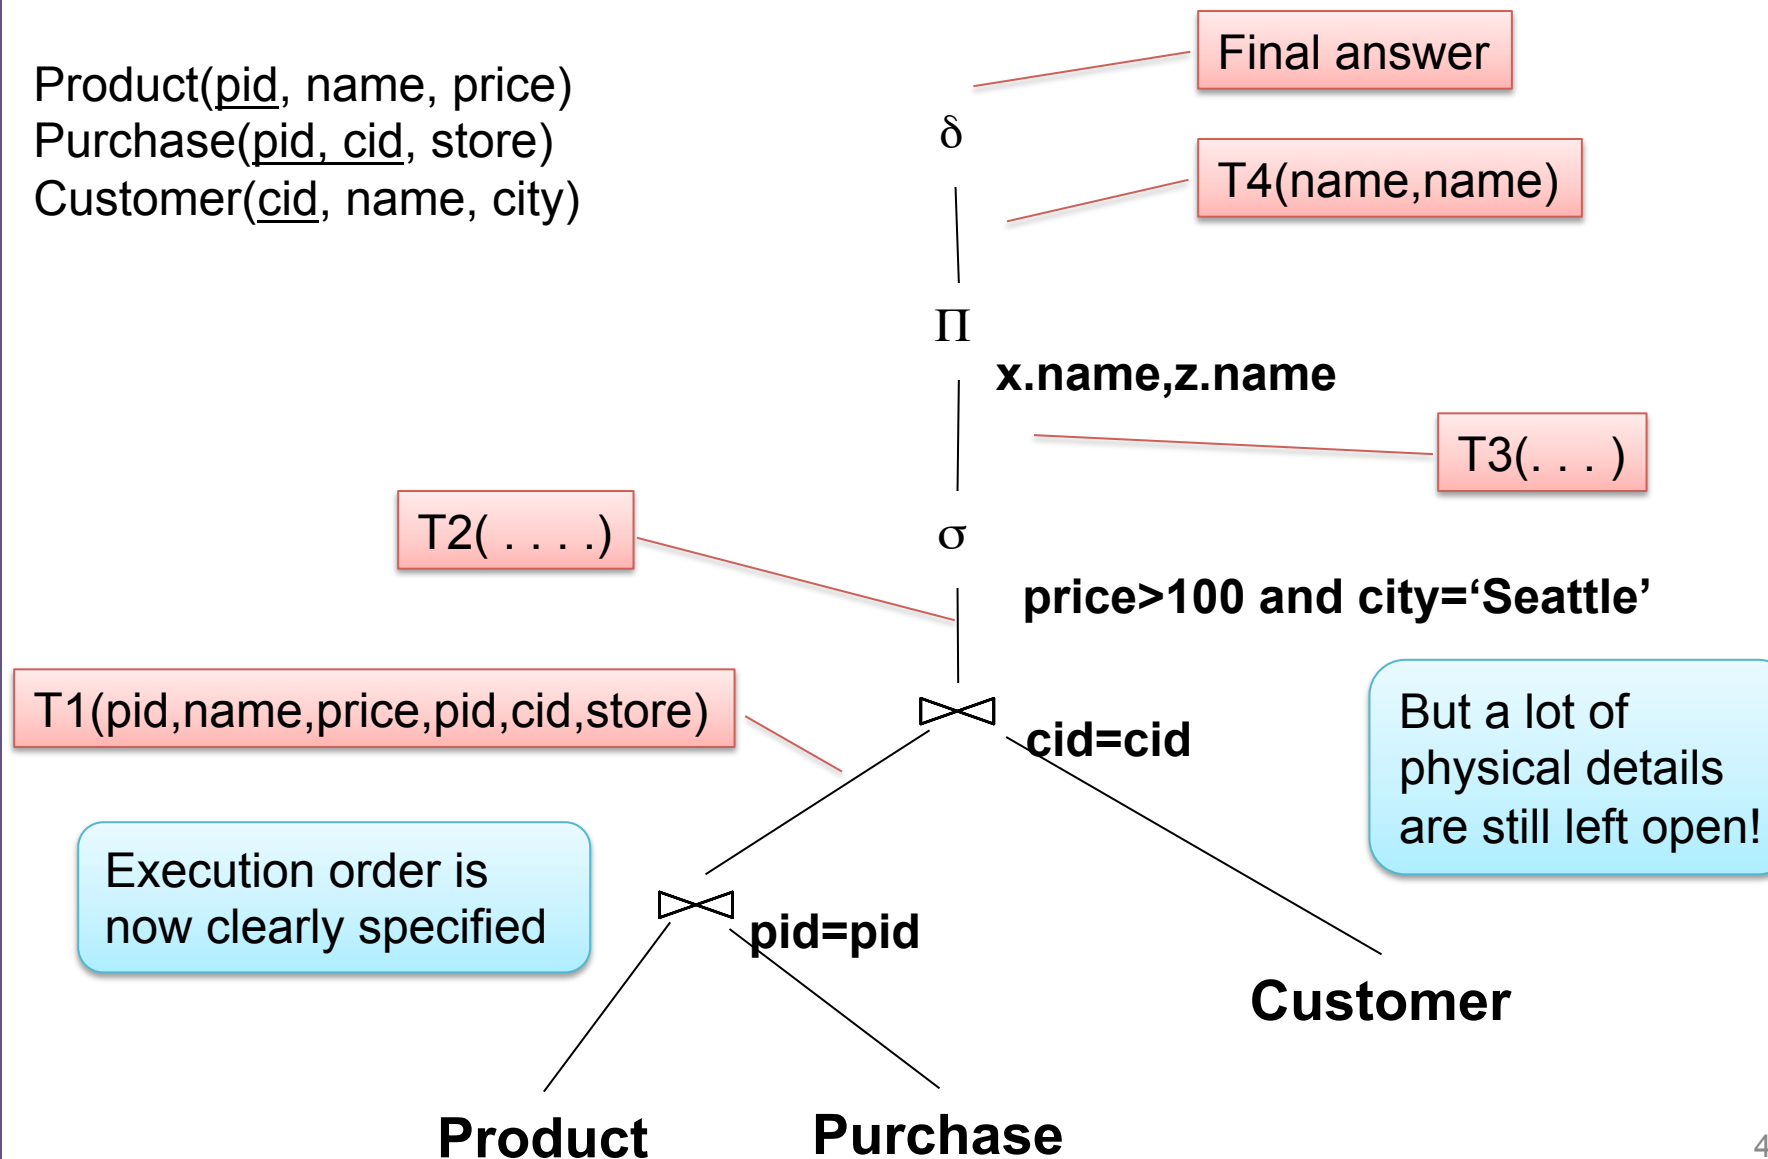 Product(pid, name, price)
Purchase(pid, cid, store)
Customer(cid, name, city)
Final answer
δ
T4(name,name)
Π
x.name,z.name
T3(. . . )
T2( . . . .)
σ
price>100 and city=‘Seattle’
T1(pid,name,price,pid,cid,store)
cid=cid
But a lot of
physical details
are still left open!
Execution order is
now clearly specified
pid=pid
Customer
Product
Purchase
4